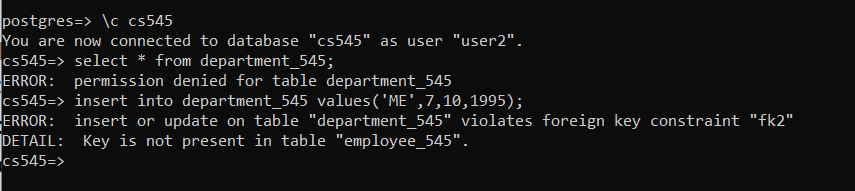 postgres=> \c cs545
You are now connected to database "cs545" as user "user2".
cs545=> select * from department_545;
ERROR:  permission denied for table department_545
cs545=> insert into department_545 values('ME',7,10,1995);
ERROR:  insert or update on table "department_545" violates foreign key constraint "fk2"
DETAIL:  Key is not present in table "employee_545".
cs545=>